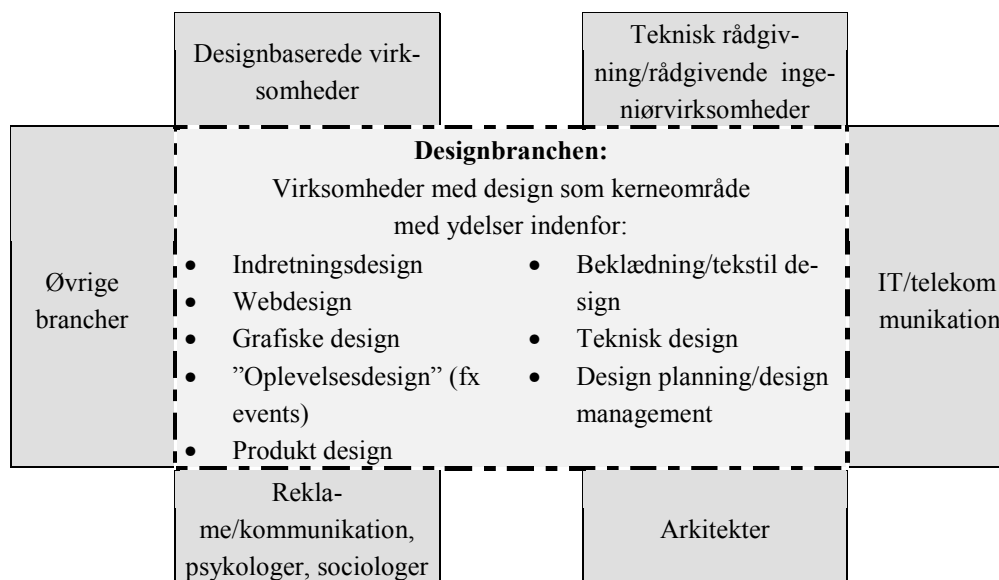 Designbaserede virk-
somheder
Teknisk rådgiv-
ning/rådgivende inge-
niørvirksomheder
Designbranchen:
Virksomheder med design som kerneområde
med ydelser indenfor:
• Indretningsdesign
• Webdesign
• Grafiske design
• ”Oplevelsesdesign” (fx
events)
• Produkt design
• Beklædning/tekstil de-
sign
• Teknisk design
• Design planning/design
management
Øvrige
brancher
IT/telekom
munikation
Rekla-
me/kommunikation,
psykologer, sociologer
Arkitekter